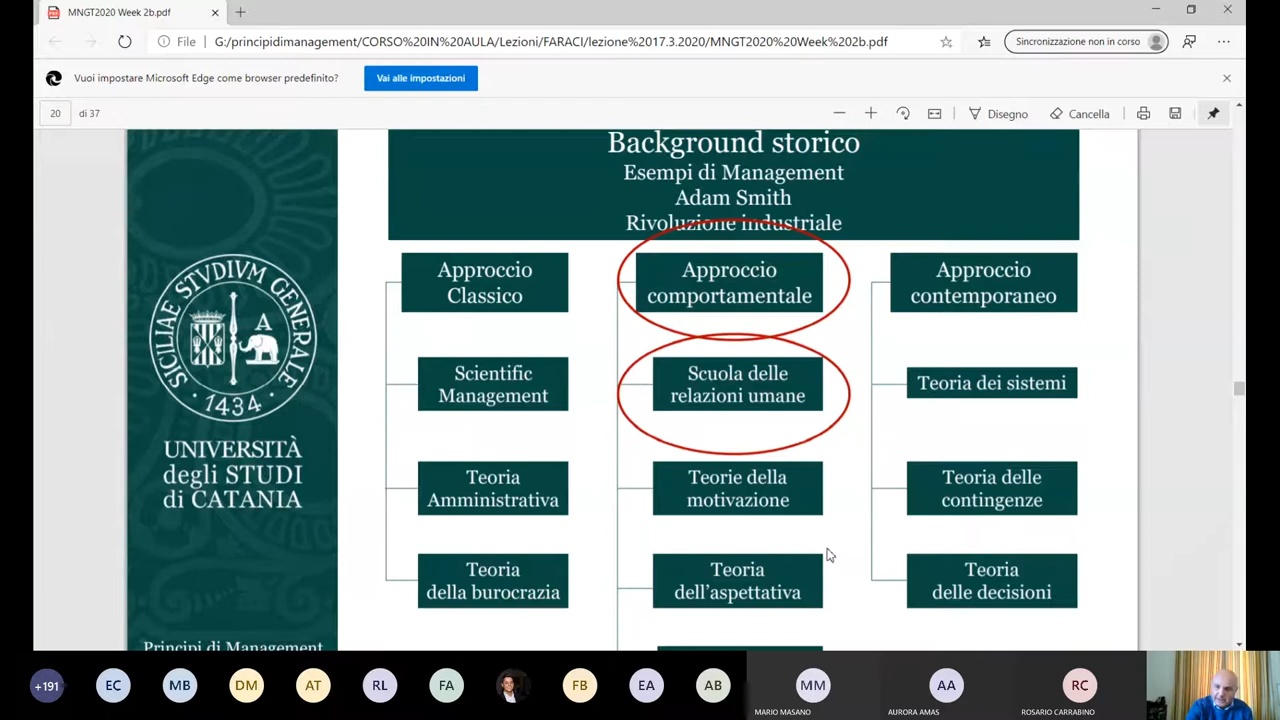 MNGT2020 Week 2b.pdf
File
G:/principidimanagement/CORSO%20IN%20AULA/Lezioni/FARACI/lezione%2017.3.2020/MNGT2020%20Week%202b.pdf
Sincronizzazione non in corso
Vuoi impostare Microsoft Edge come browser predefinito?
Vai alle impostazioni
20
di 37
Disegno
Cancella
Background storico
Esempi di Management
Adam Smith
Rivoluzione industriale
Approccio
Classico
Scientific
Management
Teoria
Amministrativa
Teoria
della burocrazia
Approccio
comportamentale
Scuola delle
relazioni umane
Teorie della
motivazione
Teoria
dell'aspettativa
Approccio
contemporaneo
Teoria dei sistemi
Teoria delle
contingenze
Teoria
delle decisioni
SICILIAE STVDIVM GENERALE
A
1434
UNIVERSITÀ
degli STUDI
di CATANIA
Principi di Management
+191
EC
MB
DM
AT
RL
FA
FB
EA
AB
MM
MARIO MASANO
AA
AURORA AMAS
RC
ROSARIO CARRABINO